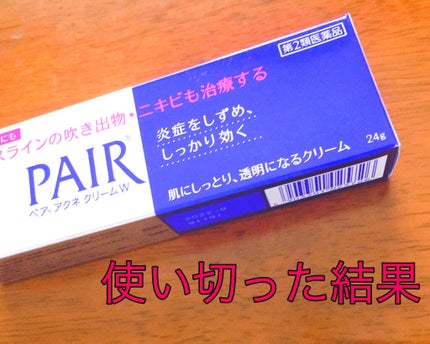 第2類医薬品
にも
スラインの吹き出物・ニキビも治療する
炎症をしずめ、
しっかり効く
PAIR®
ペア® アクネ クリームW
24g
肌にしっとり、透明になるクリーム
使い切った結果